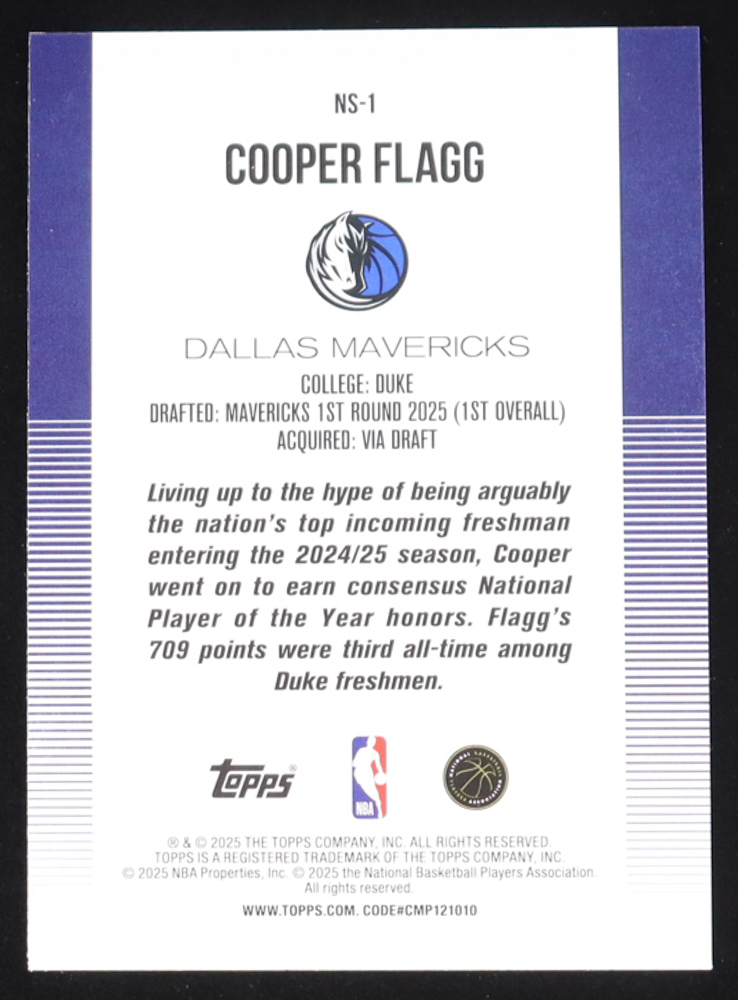 NS-1
COOPER FLAGG
DALLAS MAVERICKS
COLLEGE: DUKE
DRAFTED: MAVERICKS 1ST ROUND 2025 (1ST OVERALL)
ACQUIRED: VIA DRAFT
Living up to the hype of being arguably
the nation's top incoming freshman
entering the 2024/25 season, Cooper
went on to earn consensus National
Player of the Year honors. Flagg's
709 points were third all-time among
Duke freshmen.
topps®
NBA
NATIONAL BASKETBALL PLAYERS ASSOCIATION
® & © 2025 THE TOPPS COMPANY, INC. ALL RIGHTS RESERVED.
TOPPS IS A REGISTERED TRADEMARK OF THE TOPPS COMPANY, INC.
© 2025 NBA Properties, Inc. © 2025 the National Basketball Players Association.
All rights reserved.
WWW.TOPPS.COM. CODE#CMP121010